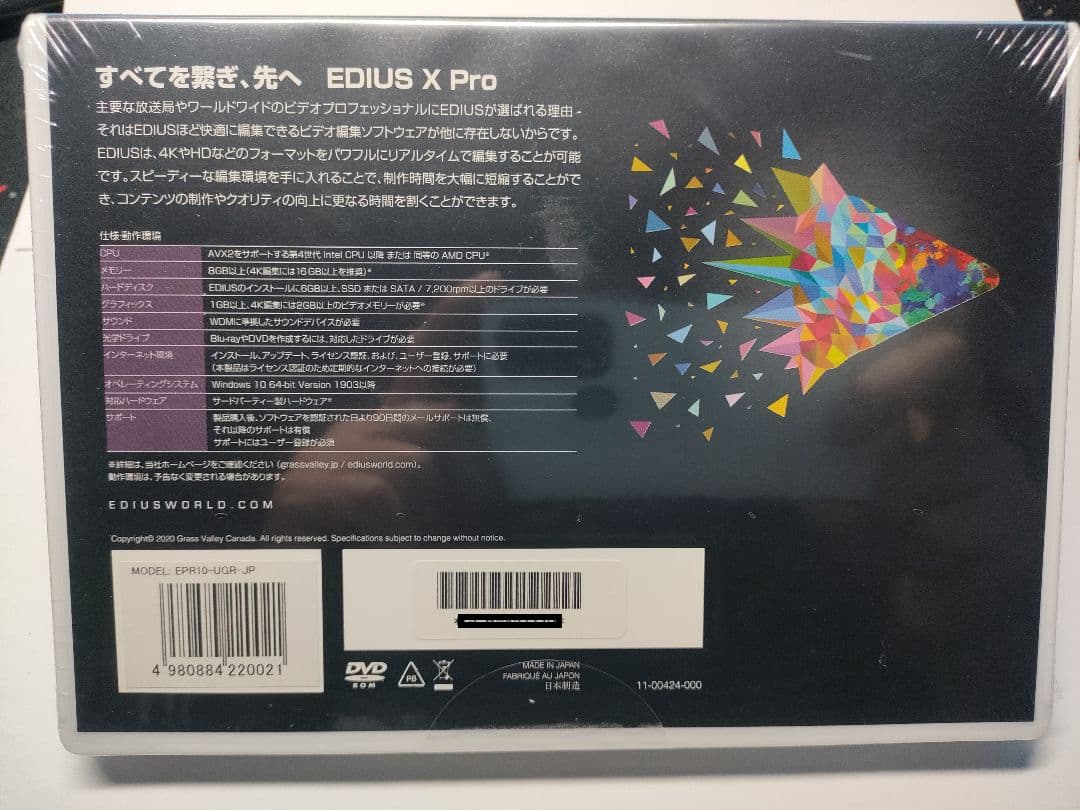 すべてを繋ぎ、先へ EDIUS X Pro
主要な放送局やワールドワイドのビデオプロフェッショナルにEDIUSが選ばれる理由 -
それはEDIUSほど快適に編集できるビデオ編集ソフトウェアが他に存在しないからです。
EDIUSは、4KやHDなどのフォーマットをパワフルにリアルタイムで編集することが可能
です。スピーディーな編集環境を手に入れることで、制作時間を大幅に短縮することがで
き、コンテンツの制作やクオリティの向上に更なる時間を割くことができます。
仕様・動作環境
CPU AVX2をサポートする第4世代 Intel CPU 以降 または 同等の AMD CPU*
メモリー 8GB以上(4K編集には16GB以上を推奨)*
ハードディスク EDIUSのインストールに6GB以上、SSD または SATA / 7,200rpm以上のドライブが必要
グラフィックス 1GB以上、4K編集には2GB以上のビデオメモリーが必要*
サウンド WDMに準拠したサウンドデバイスが必要
光学ドライブ Blu-rayやDVDを作成するには、対応したドライブが必要
インターネット環境 インストール、アップデート、ライセンス認証、および、ユーザー登録、サポートに必要
(本製品はライセンス認証のため定期的なインターネットへの接続が必要)
オペレーティングシステム Windows 10 64-bit Version 1903以降
対応ハードウェア サードパーティー製ハードウェア*
サポート 製品購入後、ソフトウェアを認証された日より90日間のメールサポートは無償、
それ以降のサポートは有償
サポートにはユーザー登録が必須
※詳細は、当社ホームページをご確認ください (grassvalley.jp / ediusworld.com)。
動作環境は、予告なく変更される場合があります。
EDIUSWORLD.COM
Copyright© 2020 Grass Valley Canada. All rights reserved. Specifications subject to change without notice.
MODEL: EPR10-UGR-JP
4 980884 220021
DVD
ROM
PB
MADE IN JAPAN
FABRIQUÉ AU JAPON
日本制造
11-00424-000